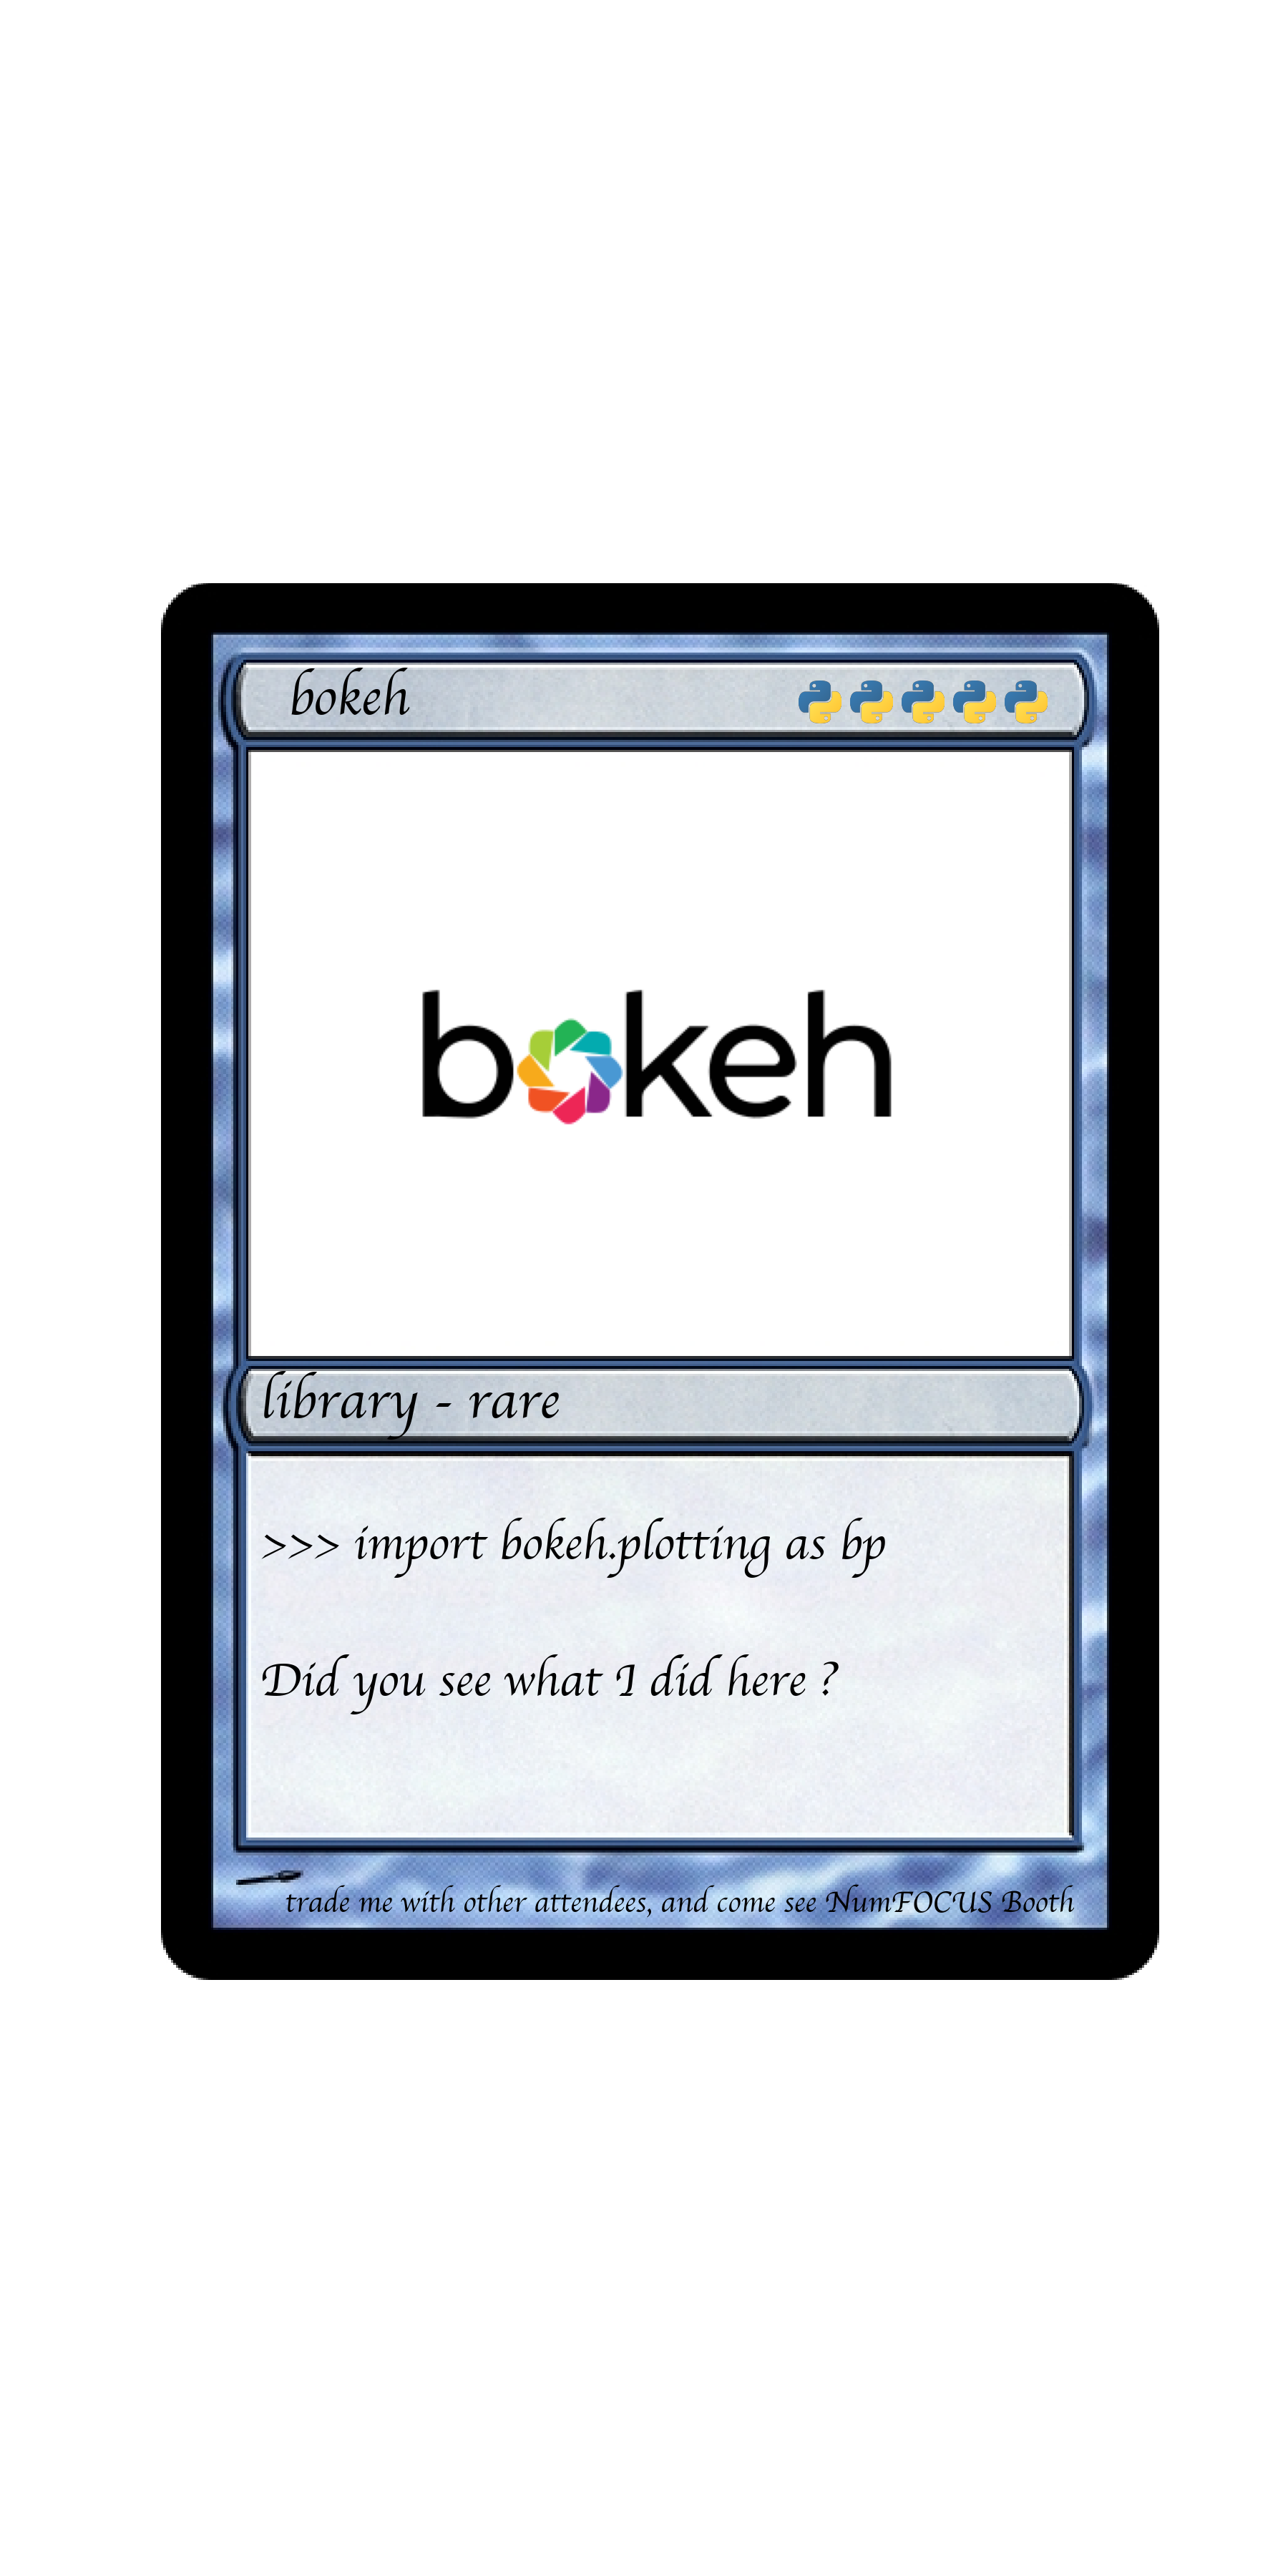 bokeh
bokeh
library - rare
>>> import bokeh.plotting as bp
Did you see what I did here ?
trade me with other attendees, and come see NumFOCUS Booth